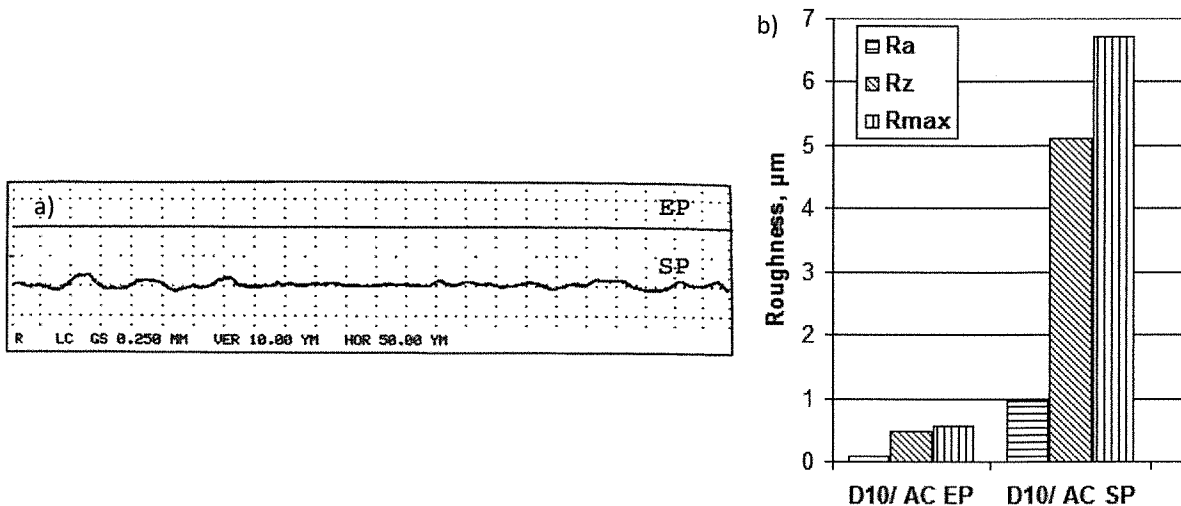 a)
EP
SP
R LC GS 0.250 MM VER 10.00 YM HOR 50.00 YM
b)
Roughness, µm
7
6
5
4
3
2
1
0
Ra
Rz
Rmax
D10/ AC EP
D10/ AC SP